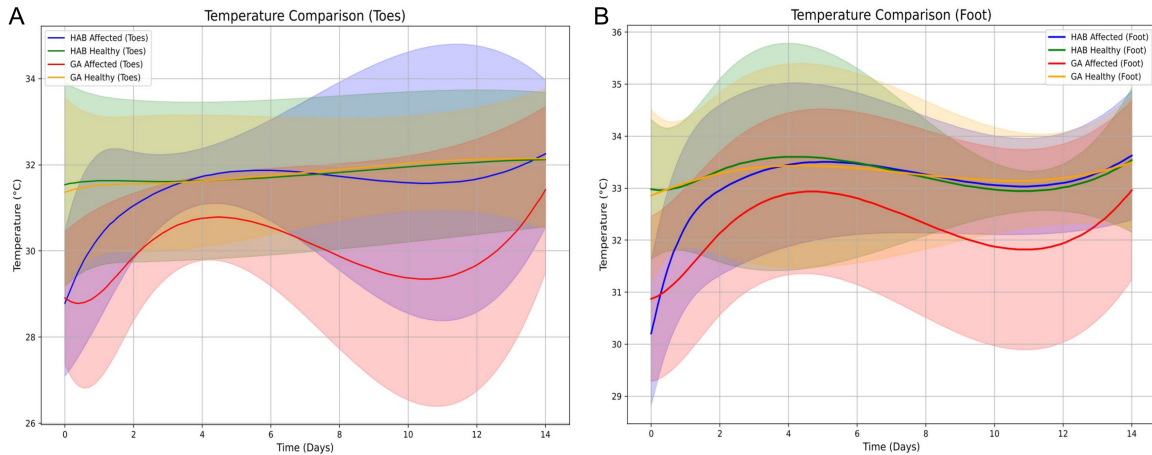 A
Temperature Comparison (Toes)
HAB Affected (Toes)
HAB Healthy (Toes)
GA Affected (Toes)
GA Healthy (Toes)
Temperature (°C)
34
32
30
28
26
0 2 4 6 8 10 12 14
Time (Days)
B
Temperature Comparison (Foot)
HAB Affected (Foot)
HAB Healthy (Foot)
GA Affected (Foot)
GA Healthy (Foot)
Temperature (°C)
36
35
34
33
32
31
30
29
0 2 4 6 8 10 12 14
Time (Days)